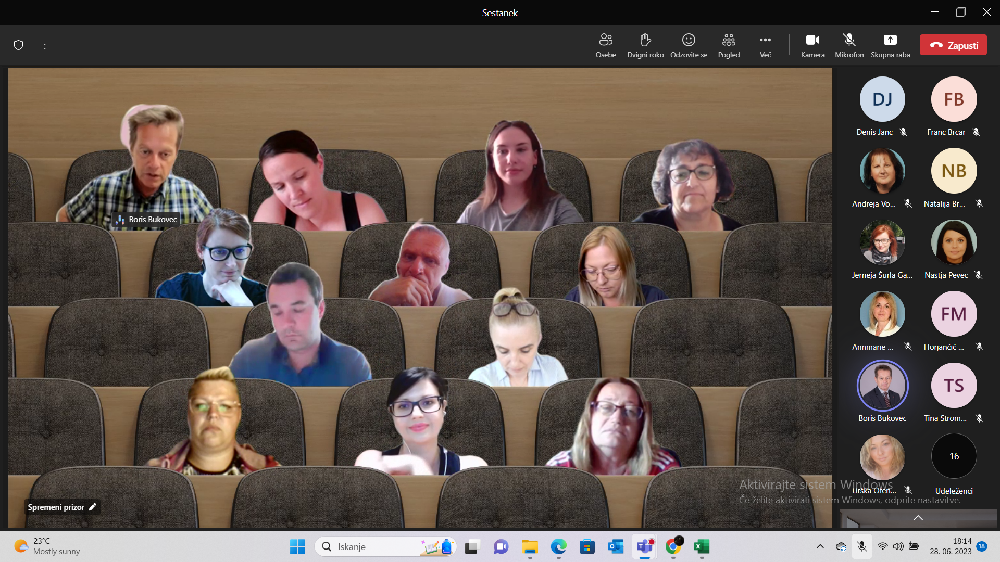 Sestanek
--:--
Osebe
Dvigni roko
Odzovite se
Pogled
Več
Kamera
Mikrofon
Skupna raba
Zapusti
DJ
FB
Denis Janc
Franc Brcar
NB
Andreja Vo...
Natalija Br...
Boris Bukovec
Jerneja Šurla Ga...
Nastja Pevec
FM
Annmarie ...
Florjančič ...
TS
Boris Bukovec
Tina Strom...
16
Urška Ofen...
Udeleženci
Aktivirajte sistem Windows
Če želite aktivirati sistem Windows, odprite nastavitve.
Spremeni prizor
23°C
Mostly sunny
Iskanje
18:14
28. 06. 2023
18